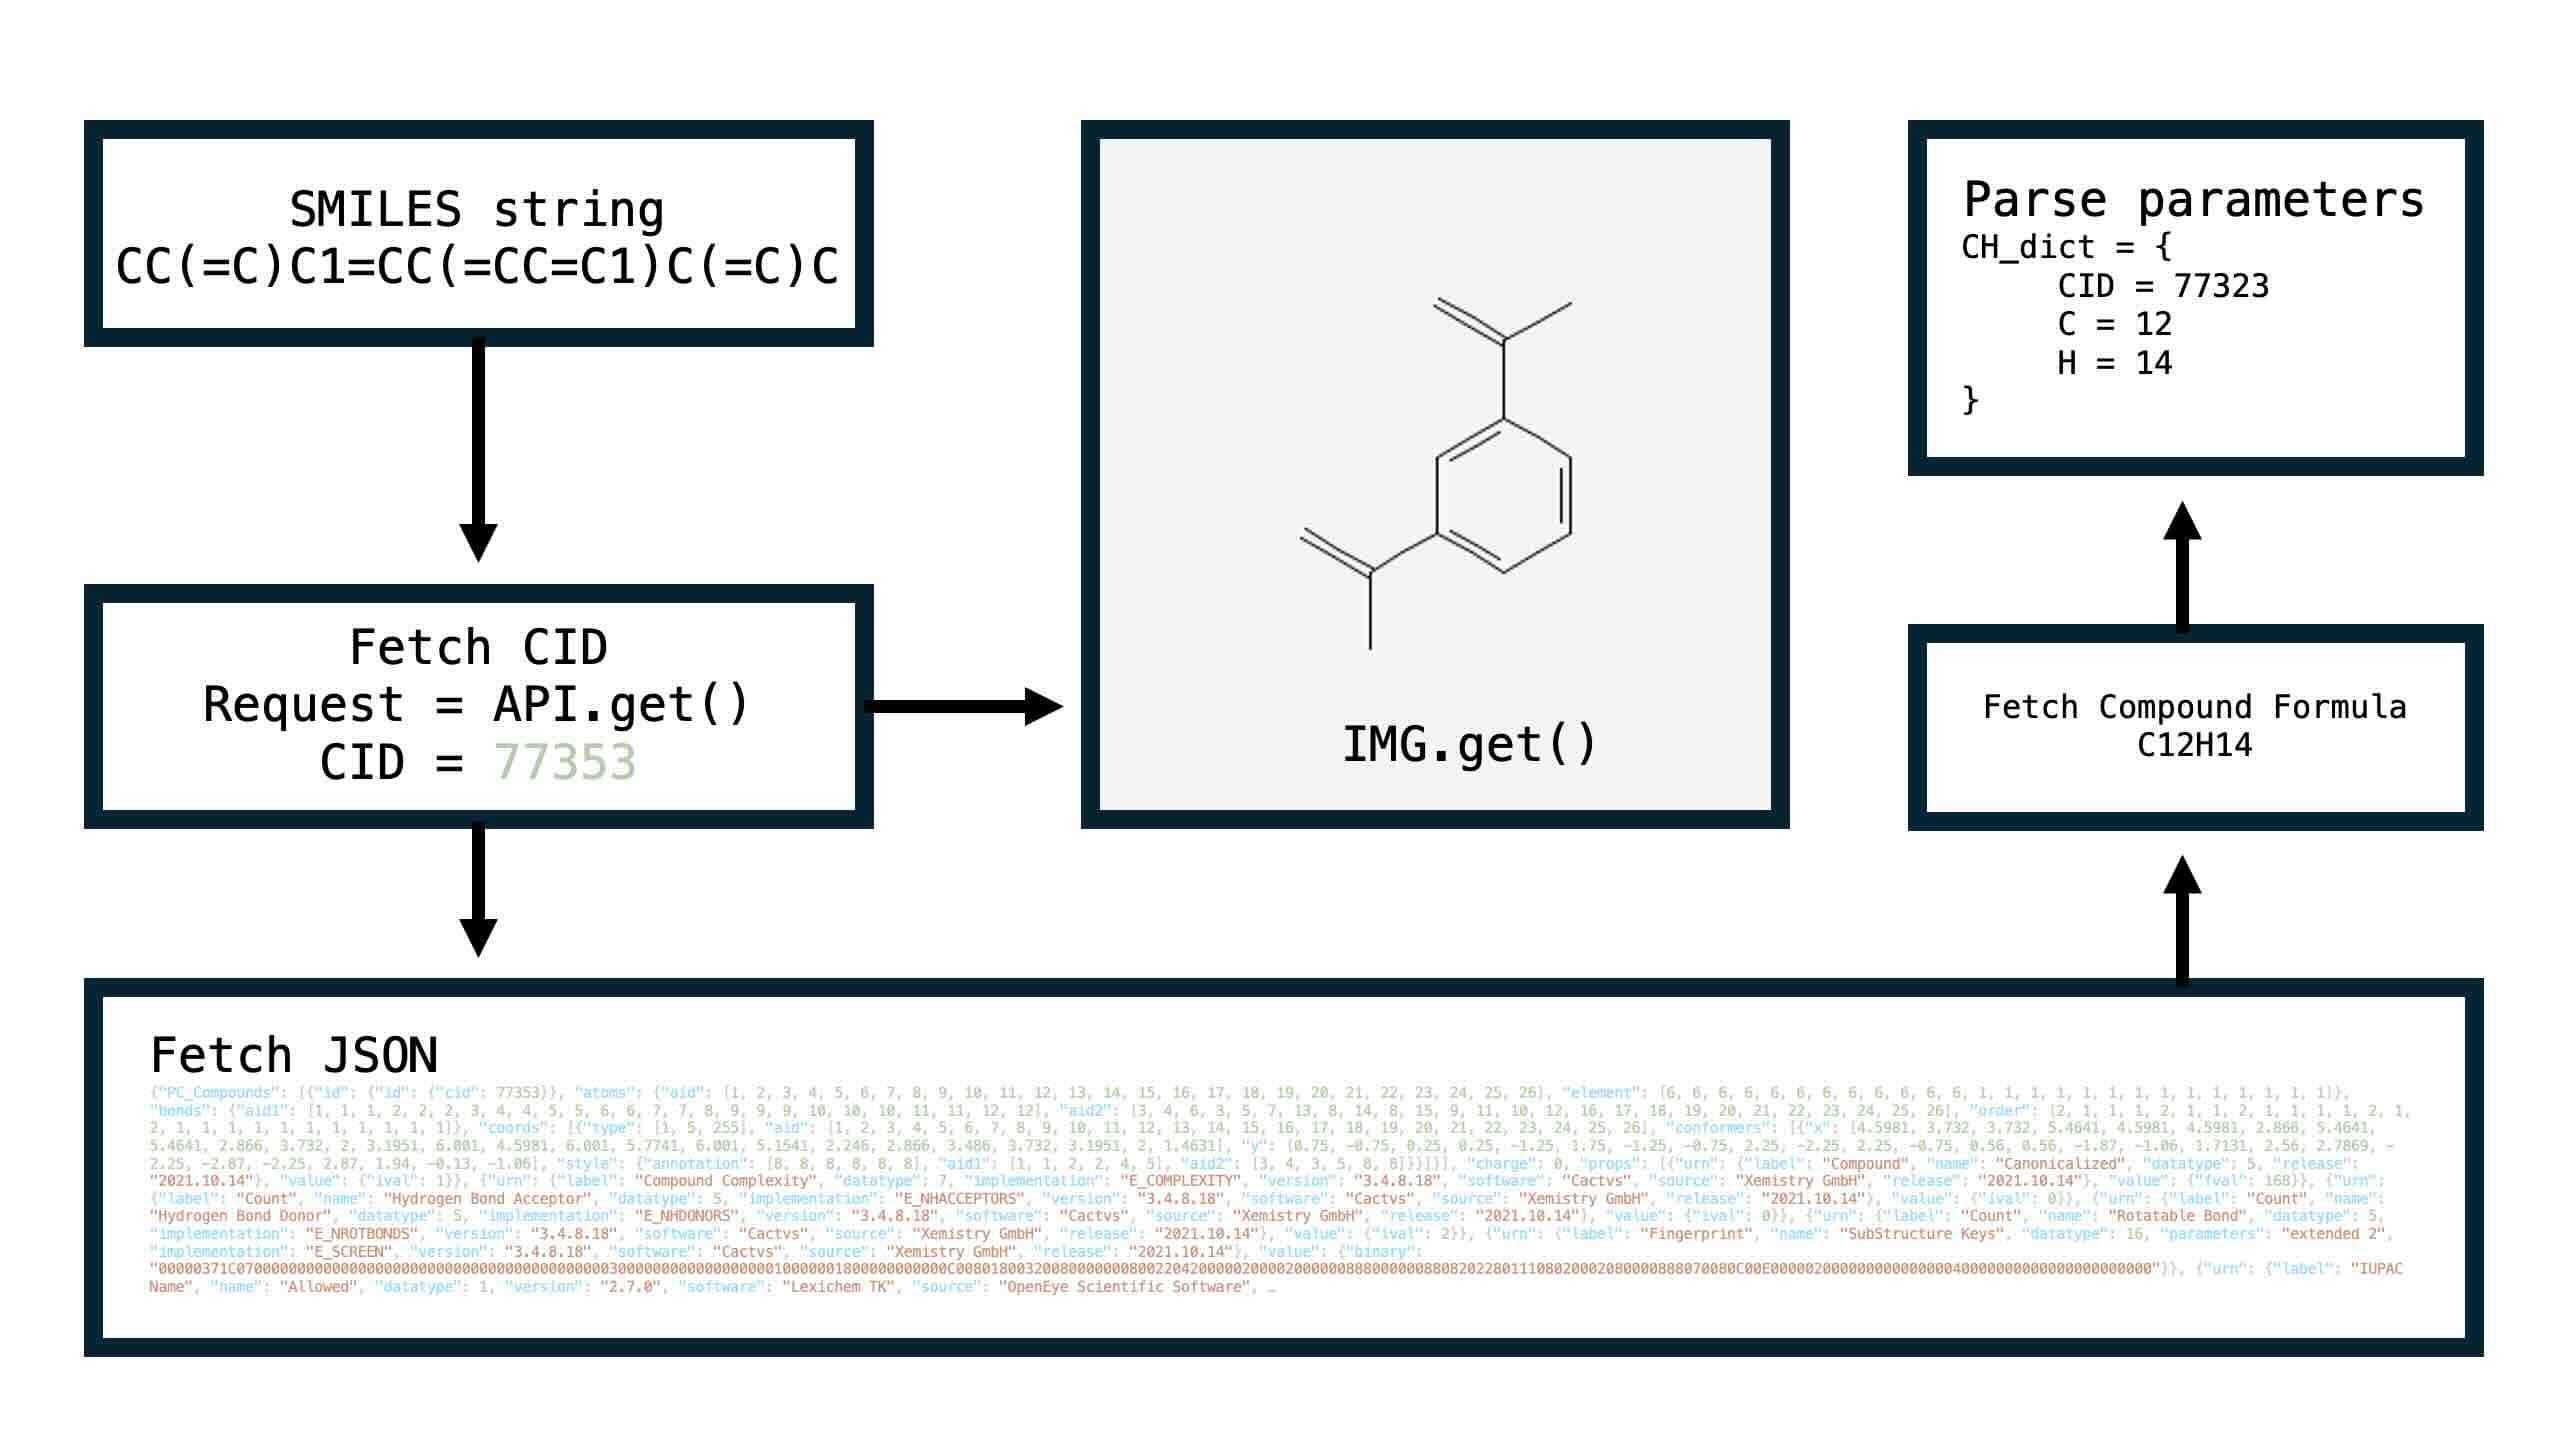 SMILES string
CC(=C)C1=CC(=CC=C1)C(=C)C
Fetch CID
Request = API.get()
CID = 77353
IMG.get()
Parse parameters
CH_dict = {
CID = 77323
C = 12
H = 14
}
Fetch Compound Formula
C12H14
Fetch JSON
{"PC_Compounds": [{"id": {"id": {"cid": 77353}}, "atoms": {"aid": [1, 2, 3, 4, 5, 6, 7, 8, 9, 10, 11, 12, 13, 14, 15, 16, 17, 18, 19, 20, 21, 22, 23, 24, 25, 26], "element": [6, 6, 6, 6, 6, 6, 6, 6, 6, 6, 6, 6, 1, 1, 1, 1, 1, 1, 1, 1, 1, 1, 1, 1, 1, 1]},
"bonds": {"aid1": [1, 1, 1, 2, 2, 2, 3, 4, 4, 5, 5, 6, 6, 7, 7, 8, 9, 9, 9, 10, 10, 10, 11, 11, 12, 12], "aid2": [3, 4, 6, 3, 5, 7, 13, 8, 14, 8, 15, 9, 11, 10, 12, 16, 17, 18, 19, 20, 21, 22, 23, 24, 25, 26], "order": [2, 1, 1, 1, 2, 1, 1, 2, 1, 1, 1, 1, 2, 1,
2, 1, 1, 1, 1, 1, 1, 1, 1, 1, 1, 1]}, "coords": [{"type": [1, 5, 255], "aid": [1, 2, 3, 4, 5, 6, 7, 8, 9, 10, 11, 12, 13, 14, 15, 16, 17, 18, 19, 20, 21, 22, 23, 24, 25, 26], "conformers": [{"x": [4.5981, 3.732, 3.732, 5.4641, 4.5981, 4.5981, 2.866, 5.4641,
5.4641, 2.866, 3.732, 2, 3.1951, 6.001, 4.5981, 6.001, 5.7741, 6.001, 5.1541, 2.246, 2.866, 3.486, 3.732, 3.1951, 2, 1.4631], "y": [0.75, -0.75, 0.25, 0.25, -1.25, 1.75, -1.25, -0.75, 2.25, -2.25, 2.25, -0.75, 0.56, 0.56, -1.87, -1.06, 1.7131, 2.56, 2.7869, -
2.25, -2.87, -2.25, 2.87, 1.94, -0.13, -1.06], "style": {"annotation": [8, 8, 8, 8, 8, 8], "aid1": [1, 1, 2, 2, 4, 5], "aid2": [3, 4, 3, 5, 8, 8]}}]}], "charge": 0, "props": [{"urn": {"label": "Compound", "name": "Canonicalized", "datatype": 5, "release":
"2021.10.14"}, "value": {"ival": 1}}, {"urn": {"label": "Compound Complexity", "datatype": 7, "implementation": "E_COMPLEXITY", "version": "3.4.8.18", "software": "Cactvs", "source": "Xemistry GmbH", "release": "2021.10.14"}, "value": {"fval": 168}}, {"urn":
{"label": "Count", "name": "Hydrogen Bond Acceptor", "datatype": 5, "implementation": "E_NHACCEPTORS", "version": "3.4.8.18", "software": "Cactvs", "source": "Xemistry GmbH", "release": "2021.10.14"}, "value": {"ival": 0}}, {"urn": {"label": "Count", "name":
"Hydrogen Bond Donor", "datatype": 5, "implementation": "E_NHDONORS", "version": "3.4.8.18", "software": "Cactvs", "source": "Xemistry GmbH", "release": "2021.10.14"}, "value": {"ival": 0}}, {"urn": {"label": "Count", "name": "Rotatable Bond", "datatype": 5,
"implementation": "E_NROTBONDS", "version": "3.4.8.18", "software": "Cactvs", "source": "Xemistry GmbH", "release": "2021.10.14"}, "value": {"ival": 2}}, {"urn": {"label": "Fingerprint", "name": "SubStructure Keys", "datatype": 16, "parameters": "extended 2",
"implementation": "E_SCREEN", "version": "3.4.8.18", "software": "Cactvs", "source": "Xemistry GmbH", "release": "2021.10.14"}, "value": {"binary":
{"urn": {"label": "IUPAC
Name", "name": "Allowed", "datatype": 1, "version": "2.7.0", "software": "Lexichem TK", "source": "OpenEye Scientific Software", …